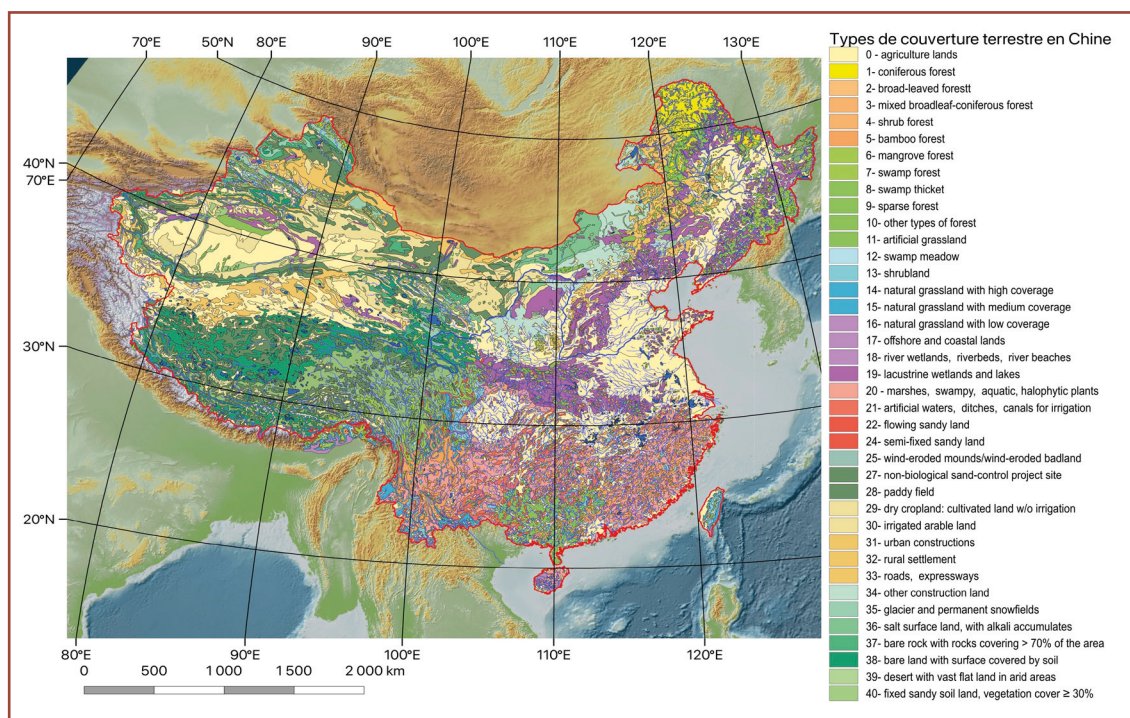 70°E 50°N 80°E 90°E 100°E 110°E 120°E 130°E
40°N
70°E
30°N
20°N
80°E 90°E 100°E 110°E 120°E
0 500 1000 1500 2 000 km
Types de couverture terrestre en Chine
0 - agriculture lands
1- coniferous forest
2- broad-leaved forestt
3- mixed broadleaf-coniferous forest
4- shrub forest
5- bamboo forest
6- mangrove forest
7- swamp forest
8- swamp thicket
9- sparse forest
10- other types of forest
11- artificial grassland
12- swamp meadow
13- shrubland
14- natural grassland with high coverage
15- natural grassland with medium coverage
16- natural grassland with low coverage
17- offshore and coastal lands
18- river wetlands, riverbeds, river beaches
19- lacustrine wetlands and lakes
20- marshes, swampy, aquatic, halophytic plants
21- artificial waters, ditches, canals for irrigation
22- flowing sandy land
24- semi-fixed sandy land
25- wind-eroded mounds/wind-eroded badland
27- non-biological sand-control project site
28- paddy field
29- dry cropland: cultivated land w/o irrigation
30- irrigated arable land
31- urban constructions
32- rural settlement
33- roads, expressways
34- other construction land
35- glacier and permanent snowfields
36- salt surface land, with alkali accumulates
37- bare rock with rocks covering > 70% of the area
38- bare land with surface covered by soil
39- desert with vast flat land in arid areas
40- fixed sandy soil land, vegetation cover ≥ 30%